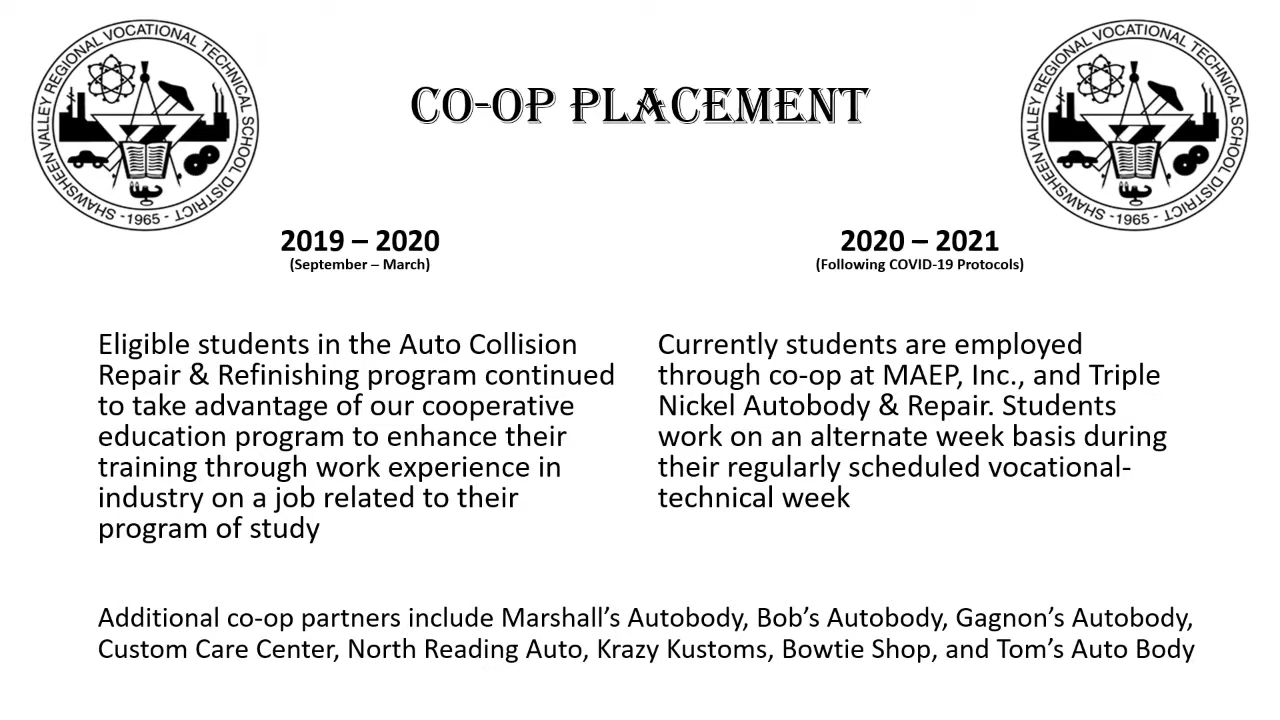 SHAWSHEEN VALLEY REGIONAL VOCATIONAL TECHNICAL SCHOOL DISTRICT
-1965-
CO-OP PLACEMENT
SHAWSHEEN VALLEY REGIONAL VOCATIONAL TECHNICAL SCHOOL DISTRICT
-1965-
2019 – 2020
(September – March)
Eligible students in the Auto Collision
Repair & Refinishing program continued
to take advantage of our cooperative
education program to enhance their
training through work experience in
industry on a job related to their
program of study
2020 – 2021
(Following COVID-19 Protocols)
Currently students are employed
through co-op at MAEP, Inc., and Triple
Nickel Autobody & Repair. Students
work on an alternate week basis during
their regularly scheduled vocational-
technical week
Additional co-op partners include Marshall’s Autobody, Bob’s Autobody, Gagnon’s Autobody,
Custom Care Center, North Reading Auto, Krazy Kustoms, Bowtie Shop, and Tom’s Auto Body